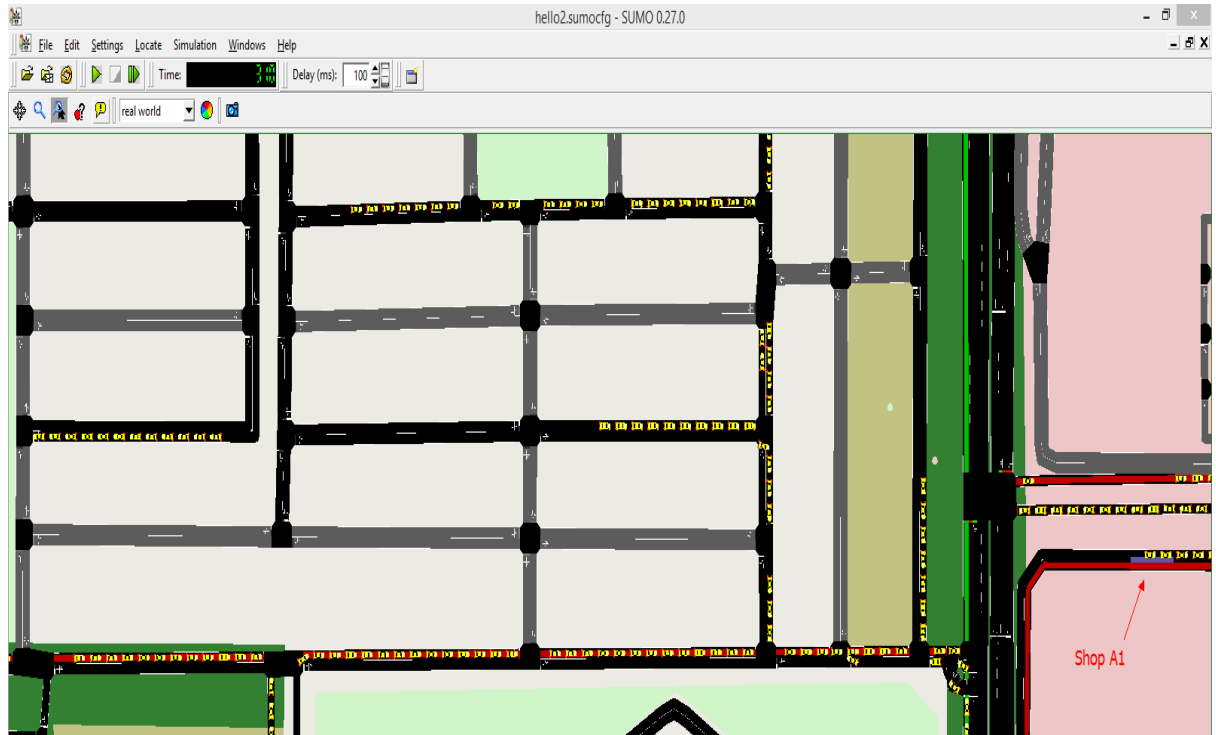 hello2.sumocfg - SUMO 0.27.0
File Edit Settings Locate Simulation Windows Help
Time: 310 Delay (ms): 100
real world
Shop A1